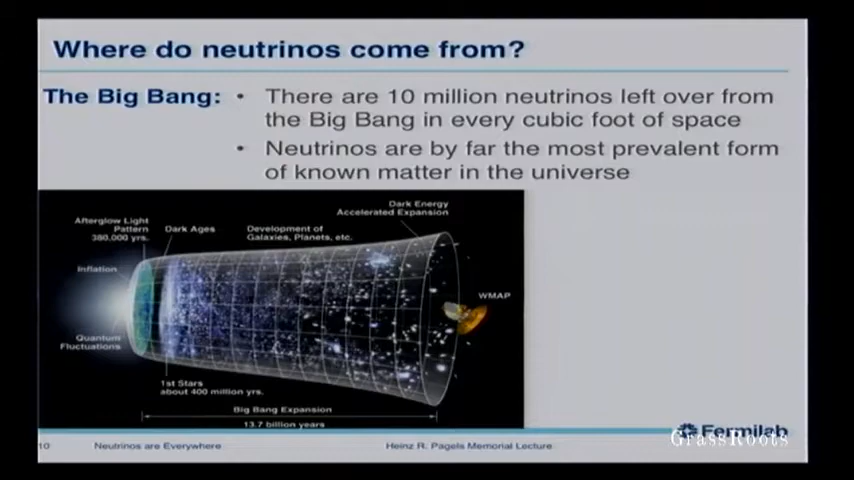 Where do neutrinos come from?
The Big Bang: • There are 10 million neutrinos left over from
the Big Bang in every cubic foot of space
• Neutrinos are by far the most prevalent form
of known matter in the universe
Dark Energy
Accelerated Expansion
Afterglow Light
Pattern
380,000 yrs.
Dark Ages
Development of
Galaxies, Planets, etc.
Inflation
WMAP
Quantum
Fluctuations
1st Stars
about 400 million yrs.
Big Bang Expansion
13.7 billion years
Fermilab
GrassRoots
10 Neutrinos are Everywhere Heinz R. Pagels Memorial Lecture